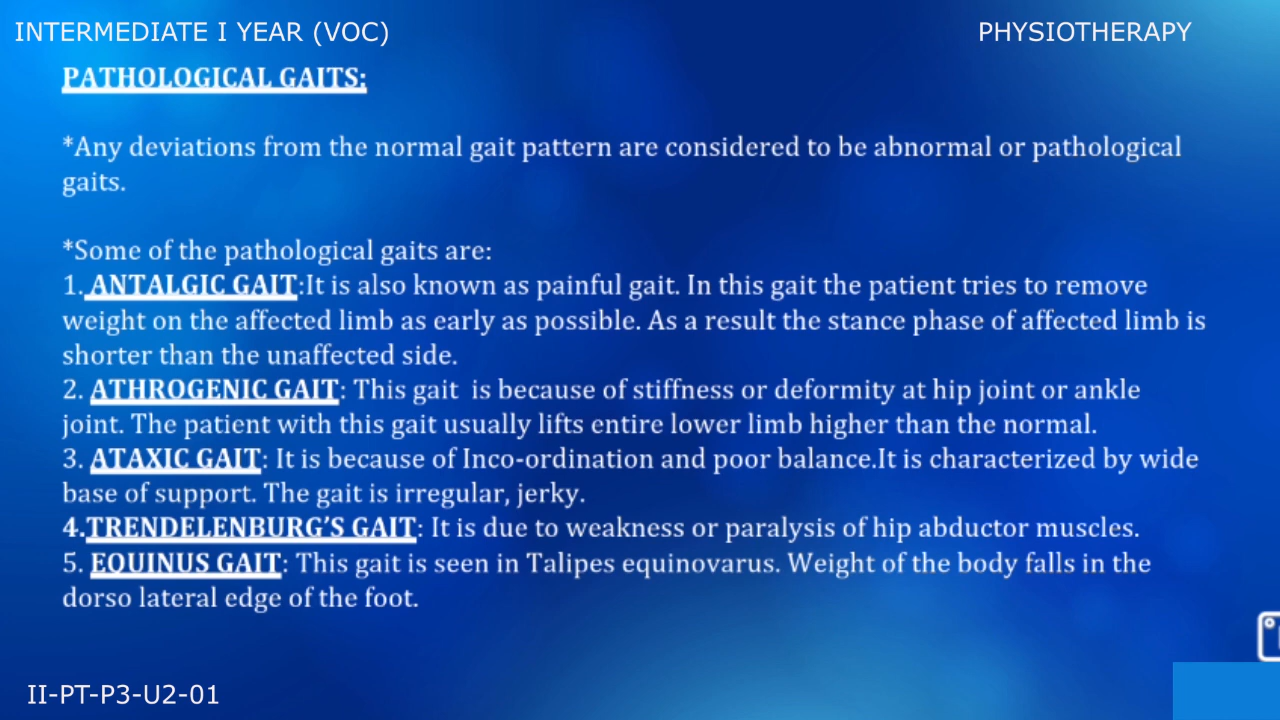 INTERMEDIATE I YEAR (VOC)
PHYSIOTHERAPY
PATHOLOGICAL GAITS:
*Any deviations from the normal gait pattern are considered to be abnormal or pathological
gaits.
*Some of the pathological gaits are:
1. ANTALGIC GAIT:It is also known as painful gait. In this gait the patient tries to remove
weight on the affected limb as early as possible. As a result the stance phase of affected limb is
shorter than the unaffected side.
2. ATHROGENIC GAIT: This gait  is because of stiffness or deformity at hip joint or ankle
joint. The patient with this gait usually lifts entire lower limb higher than the normal.
3. ATAXIC GAIT: It is because of Inco-ordination and poor balance.It is characterized by wide
base of support. The gait is irregular, jerky.
4.TRENDELENBURG'S GAIT: It is due to weakness or paralysis of hip abductor muscles.
5. EQUINUS GAIT: This gait is seen in Talipes equinovarus. Weight of the body falls in the
dorso lateral edge of the foot.
II-PT-P3-U2-01